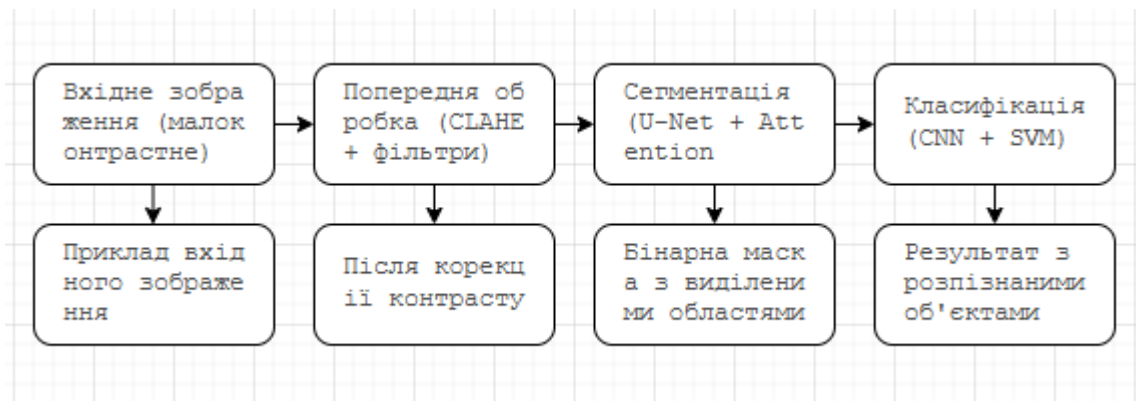 Вхідне зобра
ження (малок
онтрастне)
Попередня об
робка (CLAHE
+ фільтри)
Сегментація
(U-Net + Att
ention
Класифікація
(CNN + SVM)
Приклад вхід
ного зображе
ння
Після корекц
ії контрасту
Бінарна маск
а з виділени
ми областями
Результат з
розпізнаними
об'єктами